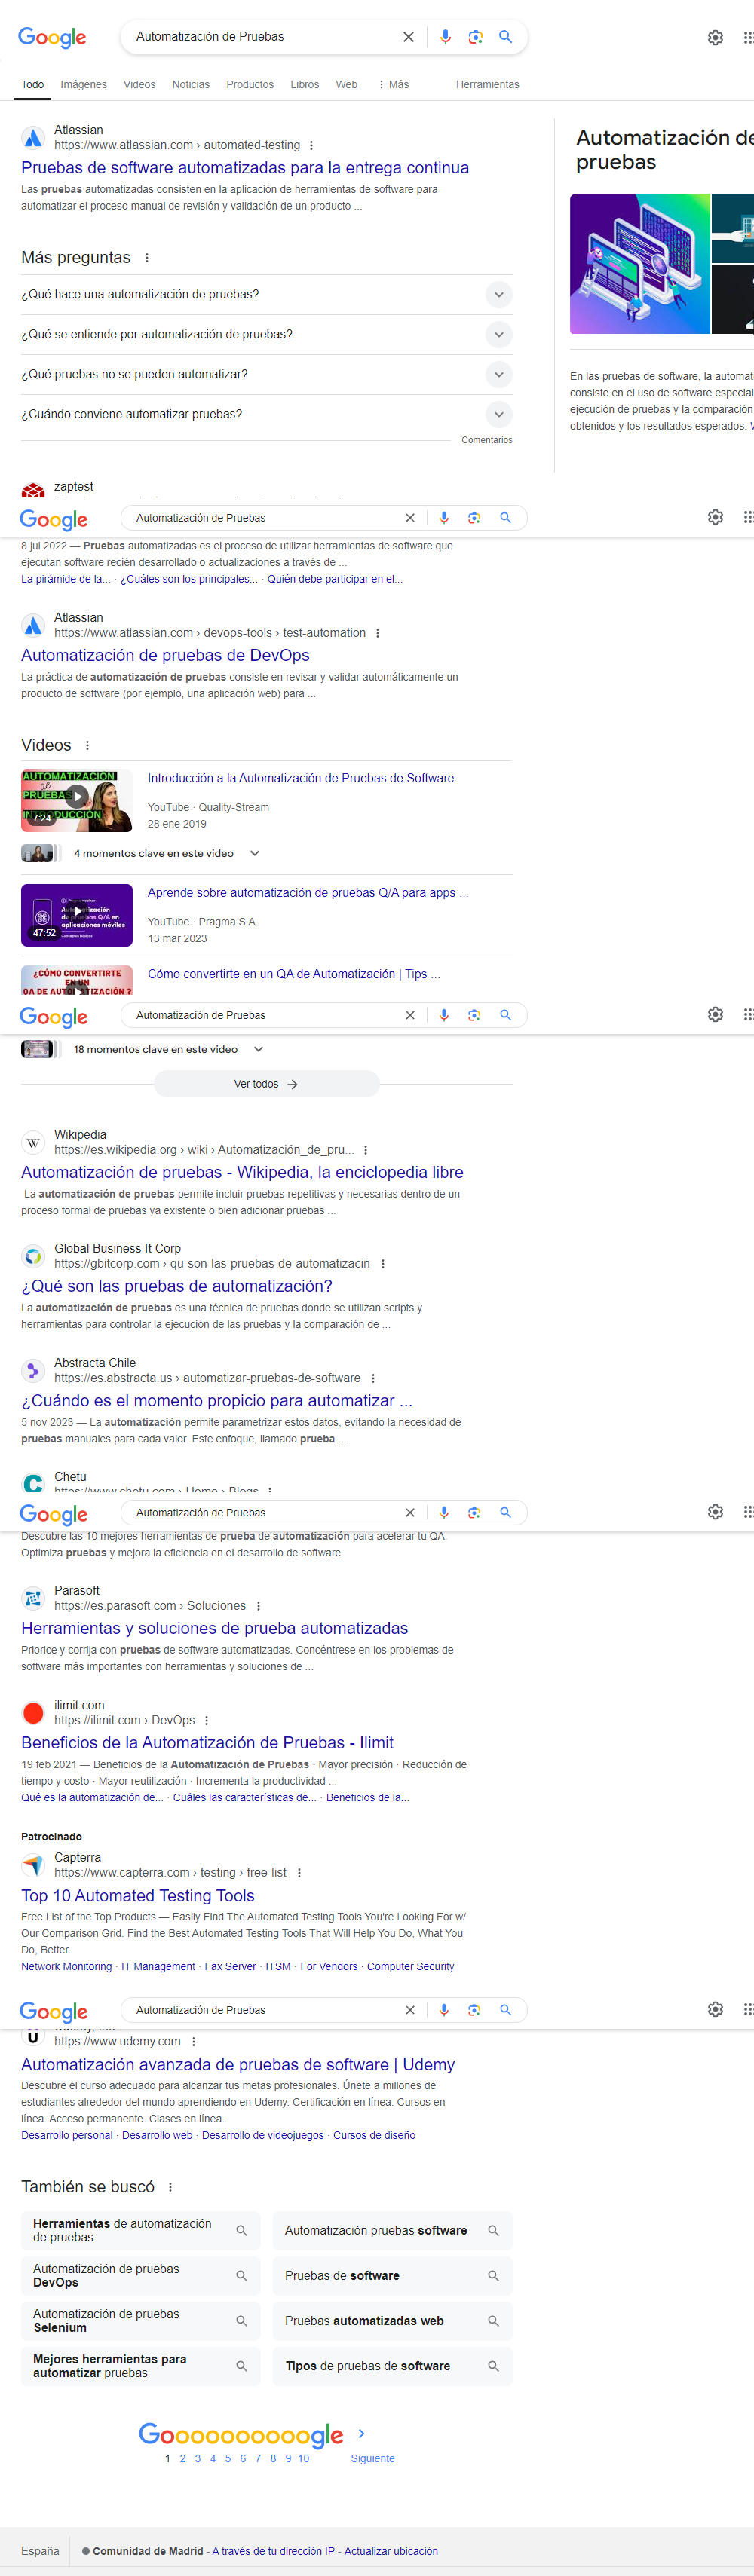 Google
Automatización de Pruebas
Todo
Imágenes
Videos
Noticias
Productos
Libros
Web
Más
Herramientas
Atlassian
https://www.atlassian.com › automated-testing
Pruebas de software automatizadas para la entrega continua
Las pruebas automatizadas consisten en la aplicación de herramientas de software para
automatizar el proceso manual de revisión y validación de un producto ...
Más preguntas
¿Qué hace una automatización de pruebas?
¿Qué se entiende por automatización de pruebas?
¿Qué pruebas no se pueden automatizar?
¿Cuándo conviene automatizar pruebas?
Comentarios
Automatización de
pruebas
En las pruebas de software, la automat
consiste en el uso de software especial
ejecución de pruebas y la comparación
obtenidos y los resultados esperados.
zaptest
Google
Automatización de Pruebas
8 jul 2022 — Pruebas automatizadas es el proceso de utilizar herramientas de software que
ejecutan software recién desarrollado o actualizaciones a través de ...
La pirámide de la... · ¿Cuáles son los principales... · Quién debe participar en el...
Atlassian
https://www.atlassian.com › devops-tools › test-automation
Automatización de pruebas de DevOps
La práctica de automatización de pruebas consiste en revisar y validar automáticamente un
producto de software (por ejemplo, una aplicación web) para ...
Videos
AUTOMATIZACIÓN
de
PRUEBAS
INTRODUCCIÓN
7:24
Introducción a la Automatización de Pruebas de Software
YouTube · Quality-Stream
28 ene 2019
4 momentos clave en este video
Automatización
de pruebas Q/A en
aplicaciones móviles
47:52
Aprende sobre automatización de pruebas Q/A para apps ...
YouTube · Pragma S.A.
13 mar 2023
¿CÓMO CONVERTIRTE
EN UN
QA DE AUTOMATIZACIÓN ?
Cómo convertirte en un QA de Automatización | Tips ...
Google
Automatización de Pruebas
18 momentos clave en este video
Ver todos
W
Wikipedia
https://es.wikipedia.org › wiki › Automatización_de_pru...
Automatización de pruebas - Wikipedia, la enciclopedia libre
La automatización de pruebas permite incluir pruebas repetitivas y necesarias dentro de un
proceso formal de pruebas ya existente o bien adicionar pruebas ...
Global Business It Corp
https://gbitcorp.com › qu-son-las-pruebas-de-automatizacin
¿Qué son las pruebas de automatización?
La automatización de pruebas es una técnica de pruebas donde se utilizan scripts y
herramientas para controlar la ejecución de las pruebas y la comparación de ...
Abstracta Chile
https://es.abstracta.us › automatizar-pruebas-de-software
¿Cuándo es el momento propicio para automatizar ...
5 nov 2023 — La automatización permite parametrizar estos datos, evitando la necesidad de
pruebas manuales para cada valor. Este enfoque, llamado prueba ...
C
Chetu
https://www.chetu.com › Home › Blogs
Google
Automatización de Pruebas
Descubre las 10 mejores herramientas de prueba de automatización para acelerar tu QA.
Optimiza pruebas y mejora la eficiencia en el desarrollo de software.
Parasoft
https://es.parasoft.com › Soluciones
Herramientas y soluciones de prueba automatizadas
Priorice y corrija con pruebas de software automatizadas. Concéntrese en los problemas de
software más importantes con herramientas y soluciones de ...
ilimit.com
https://ilimit.com › DevOps
Beneficios de la Automatización de Pruebas - Ilimit
19 feb 2021 — Beneficios de la Automatización de Pruebas · Mayor precisión · Reducción de
tiempo y costo · Mayor reutilización · Incrementa la productividad ...
Qué es la automatización de... · Cuáles las características de... · Beneficios de la...
Patrocinado
Capterra
https://www.capterra.com › testing › free-list
Top 10 Automated Testing Tools
Free List of the Top Products — Easily Find The Automated Testing Tools You're Looking For w/
Our Comparison Grid. Find the Best Automated Testing Tools That Will Help You Do, What You
Do, Better.
Network Monitoring · IT Management · Fax Server · ITSM · For Vendors · Computer Security
Google
Automatización de Pruebas
https://www.udemy.com
Automatización avanzada de pruebas de software | Udemy
Descubre el curso adecuado para alcanzar tus metas profesionales. Únete a millones de
estudiantes alrededor del mundo aprendiendo en Udemy. Certificación en línea. Cursos en
línea. Acceso permanente. Clases en línea.
Desarrollo personal · Desarrollo web · Desarrollo de videojuegos · Cursos de diseño
También se buscó
Herramientas de automatización
de pruebas
Automatización pruebas software
Automatización de pruebas
DevOps
Pruebas de software
Automatización de pruebas
Selenium
Pruebas automatizadas web
Mejores herramientas para
automatizar pruebas
Tipos de pruebas de software
Goooooooooogle
1 2 3 4 5 6 7 8 9 10
Siguiente
España
Comunidad de Madrid - A través de tu dirección IP - Actualizar ubicación